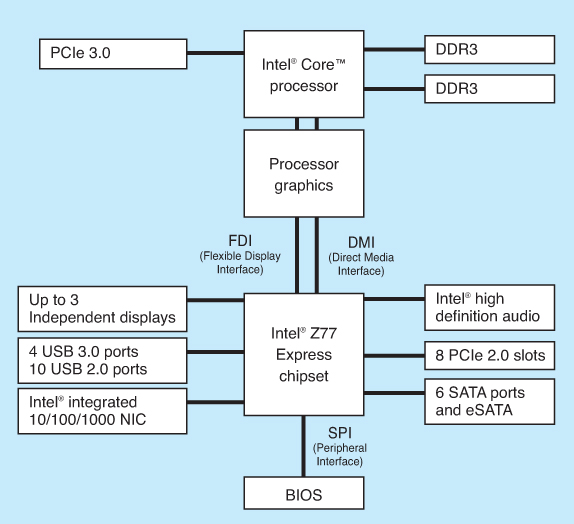 PCIe 3.0
Intel® Core™
processor
DDR3
DDR3
Processor
graphics
FDI
(Flexible Display
Interface)
DMI
(Direct Media
Interface)
Up to 3
Independent displays
4 USB 3.0 ports
10 USB 2.0 ports
Intel® integrated
10/100/1000 NIC
Intel® Z77
Express
chipset
Intel® high
definition audio
8 PCIe 2.0 slots
6 SATA ports
and eSATA
SPI
(Peripheral
Interface)
BIOS